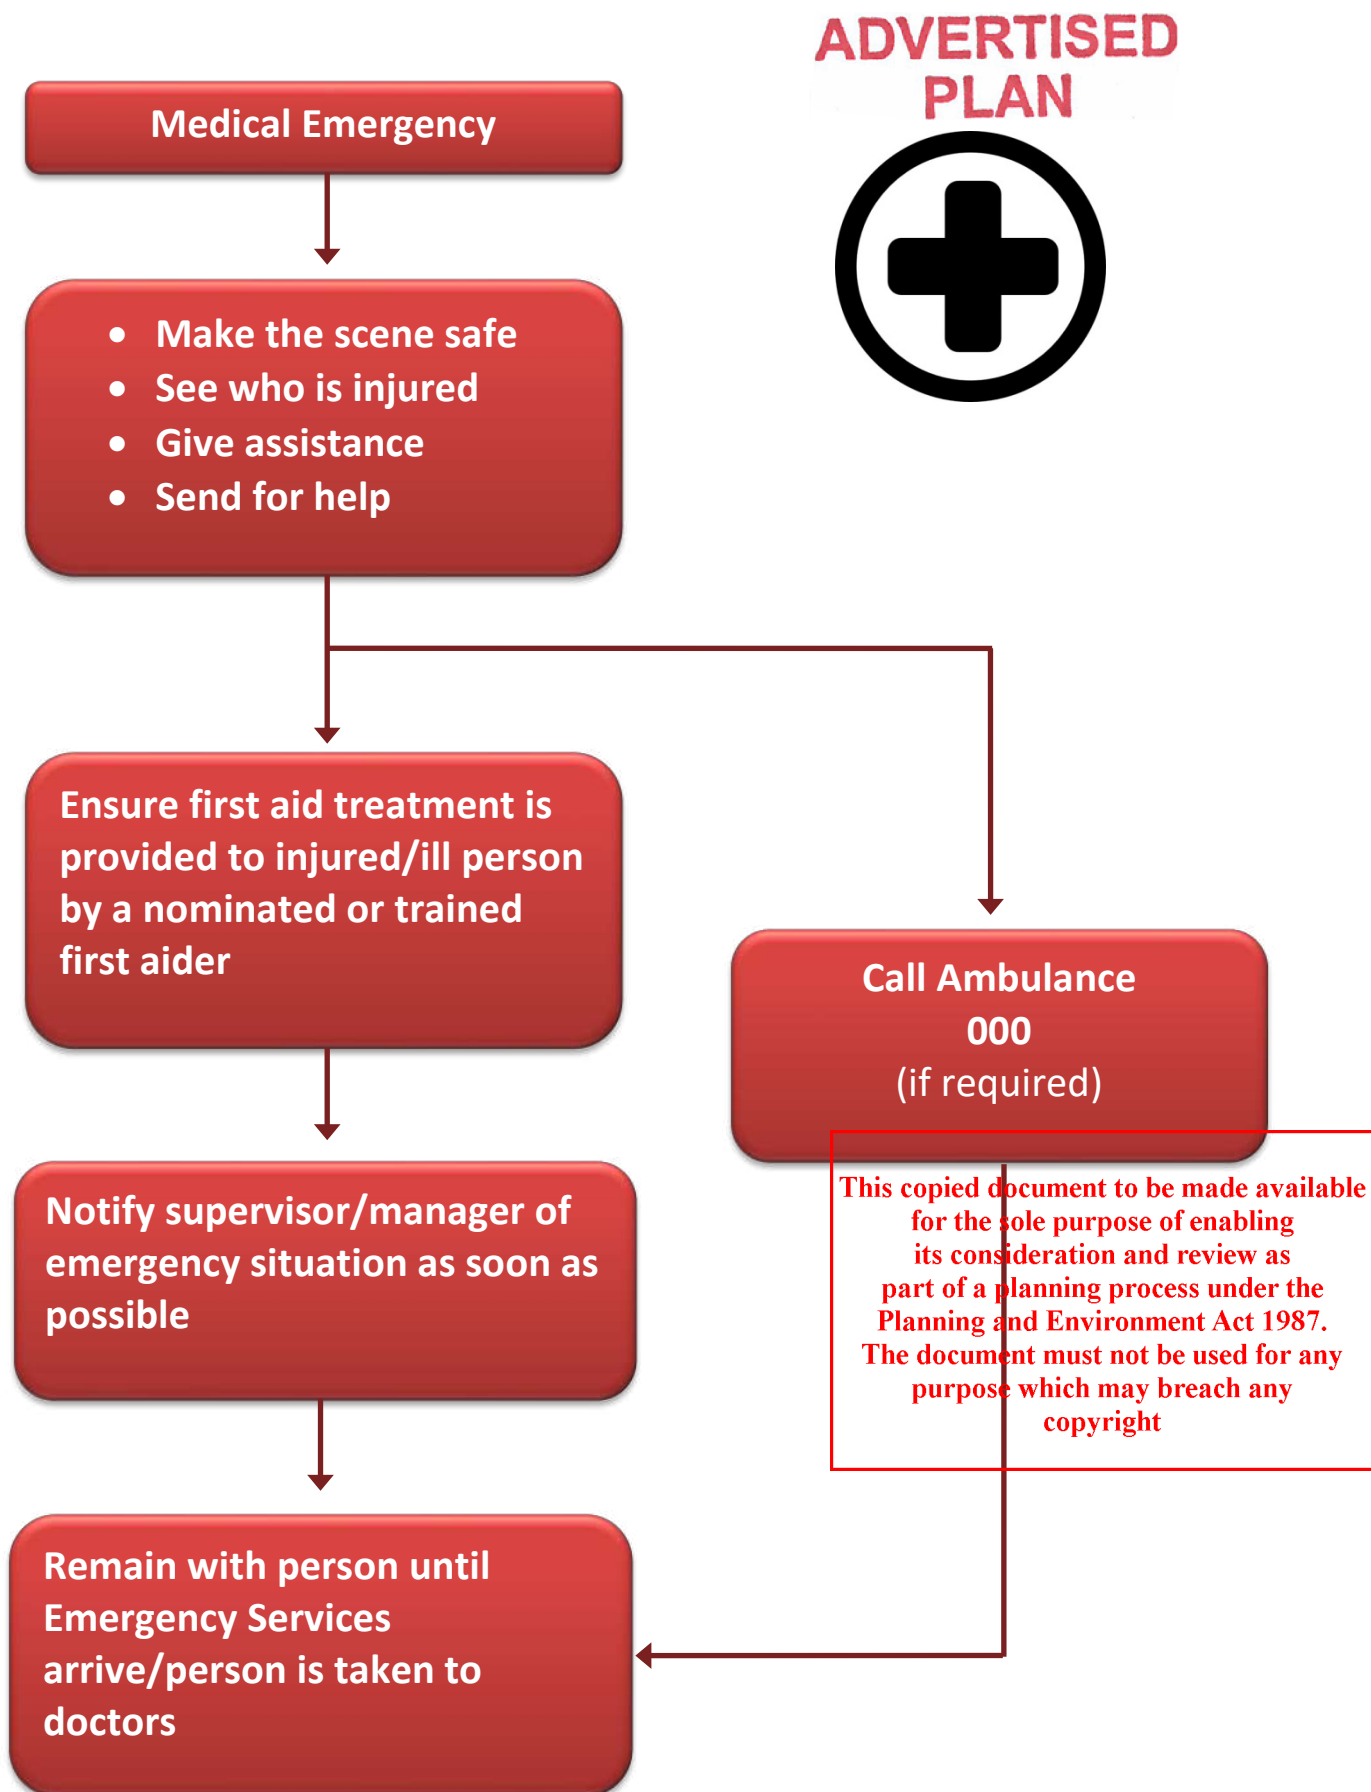 ADVERTISED
PLAN
Medical Emergency
• Make the scene safe
• See who is injured
• Give assistance
• Send for help
Ensure first aid treatment is
provided to injured/ill person
by a nominated or trained
first aider
Call Ambulance
000
(if required)
Notify supervisor/manager of
emergency situation as soon as
possible
This copied document to be made available
for the sole purpose of enabling
its consideration and review as
part of a planning process under the
Planning and Environment Act 1987.
The document must not be used for any
purpose which may breach any
copyright
Remain with person until
Emergency Services
arrive/person is taken to
doctors